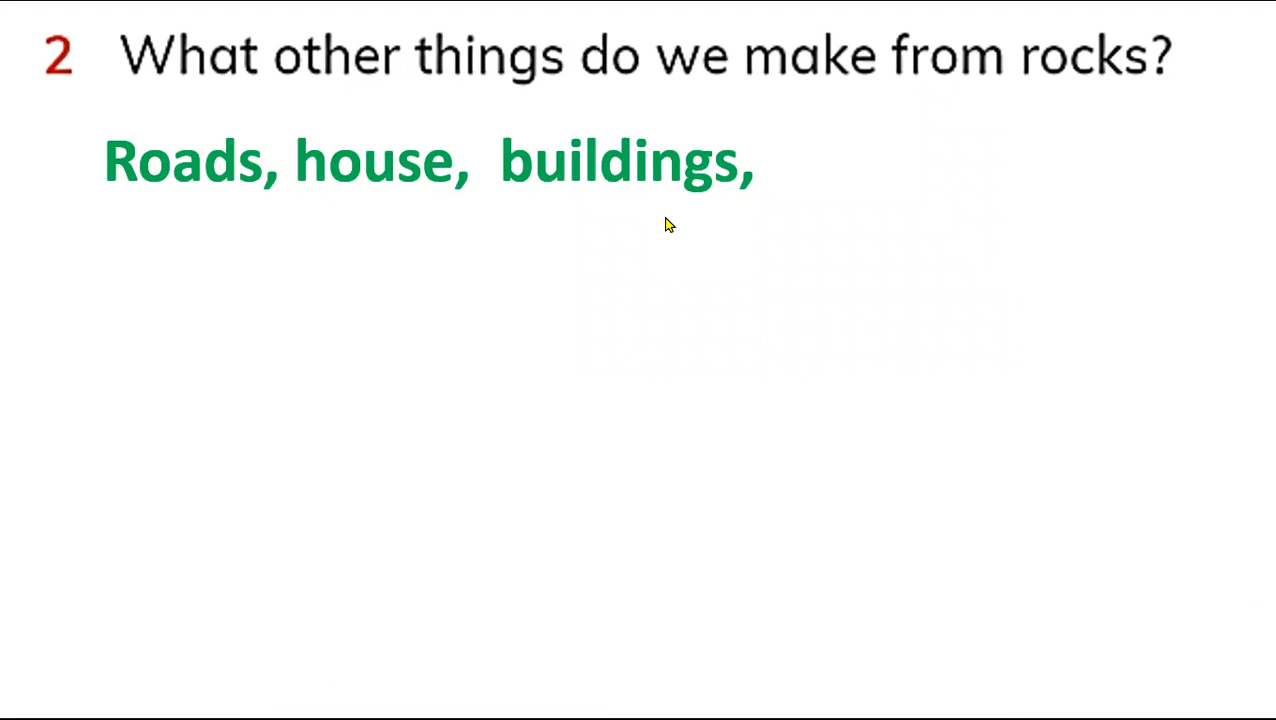 2 What other things do we make from rocks?
Roads, house, buildings,